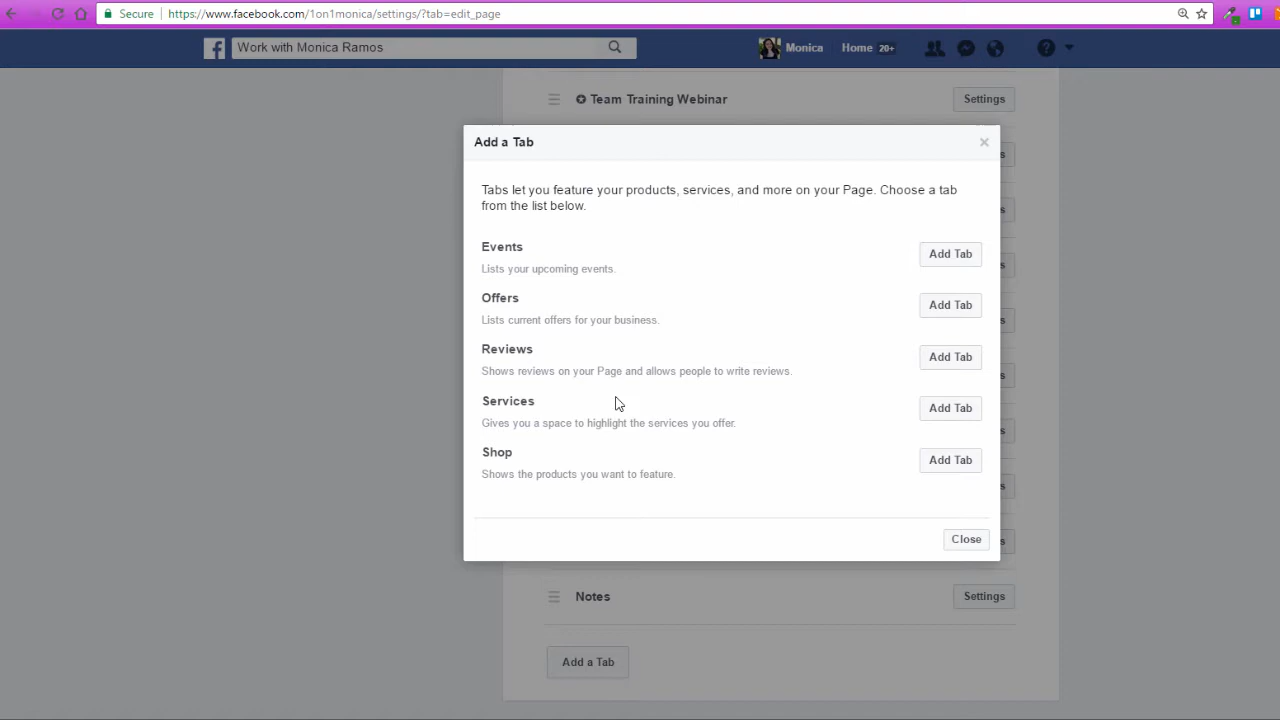 Secure https://www.facebook.com/1on1monica/settings/?tab=edit_page
f Work with Monica Ramos Monica Home 20+ ?
Team Training Webinar Settings
Add a Tab ×
Tabs let you feature your products, services, and more on your Page. Choose a tab
from the list below.
Events Add Tab
Lists your upcoming events.
Offers Add Tab
Lists current offers for your business.
Reviews Add Tab
Shows reviews on your Page and allows people to write reviews.
Services Add Tab
Gives you a space to highlight the services you offer.
Shop Add Tab
Shows the products you want to feature.
Close
Notes Settings
Add a Tab